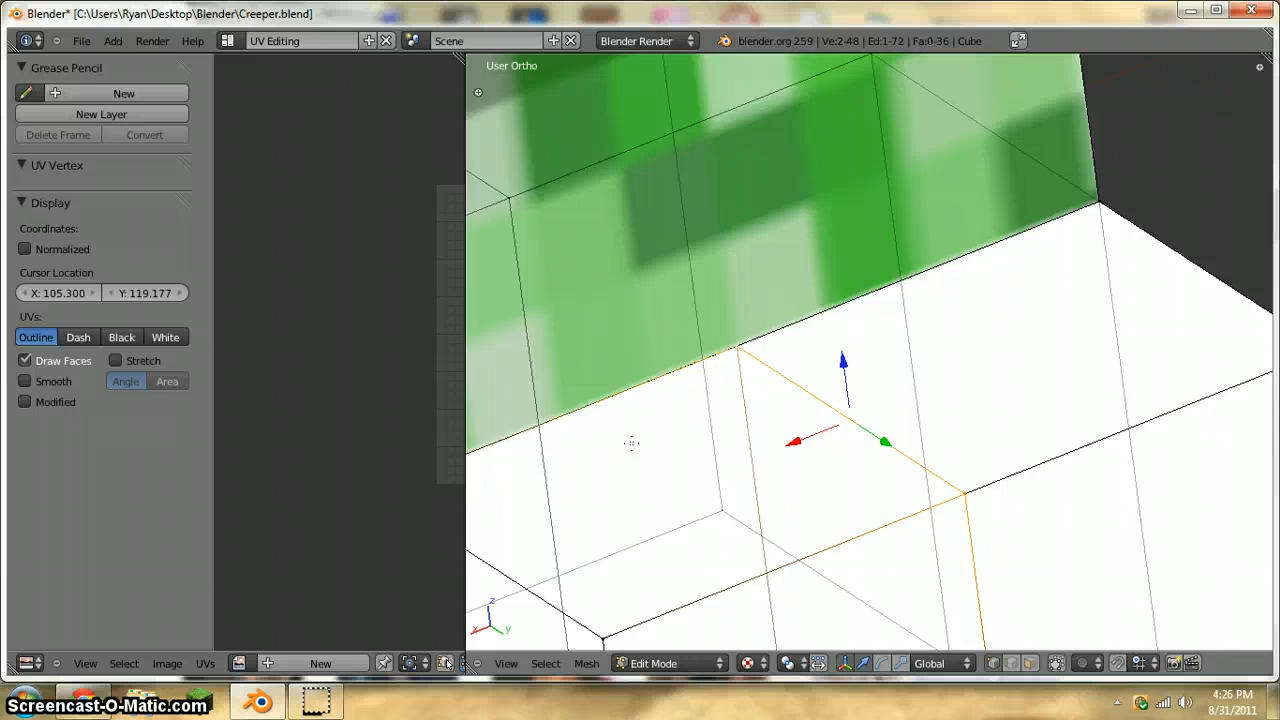 Blender* [C:\Users\Ryan\Desktop\Blender\Creeper.blend]
File Add Render Help UV Editing Scene Blender Render blender.org 259 | Ve:2-48 | Ed:1-72 | Fa:0-36 | Cube
Grease Pencil
New
New Layer
Delete Frame Convert
UV Vertex
Display
Coordinates:
Normalized
Cursor Location
X: 105.300 Y: 119.177
UVs:
Outline Dash Black White
Draw Faces Stretch
Smooth Angle Area
Modified
User Ortho
z
x y
View Select Image UVs New View Select Mesh Edit Mode Global
Screencast-O-Matic.com
4:26 PM
8/31/2011